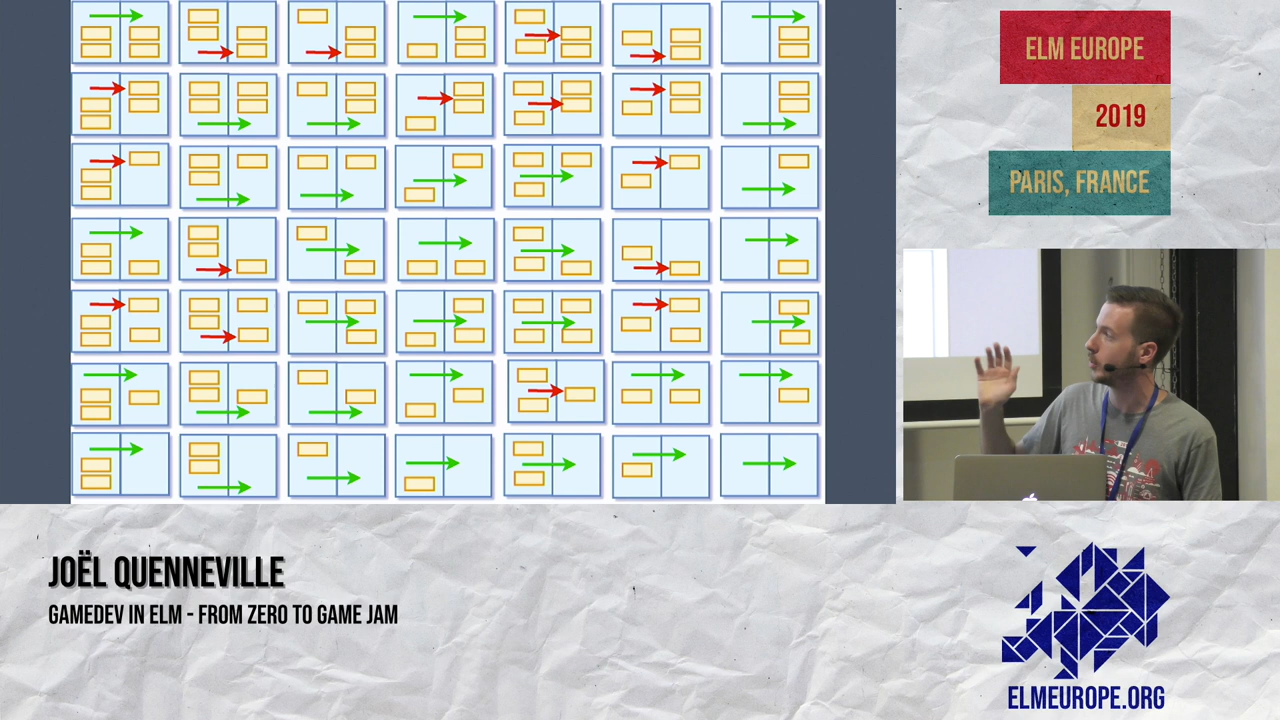 ELM EUROPE
2019
PARIS, FRANCE
JOËL QUENNEVILLE
GAMEDEV IN ELM - FROM ZERO TO GAME JAM
ELMEUROPE.ORG